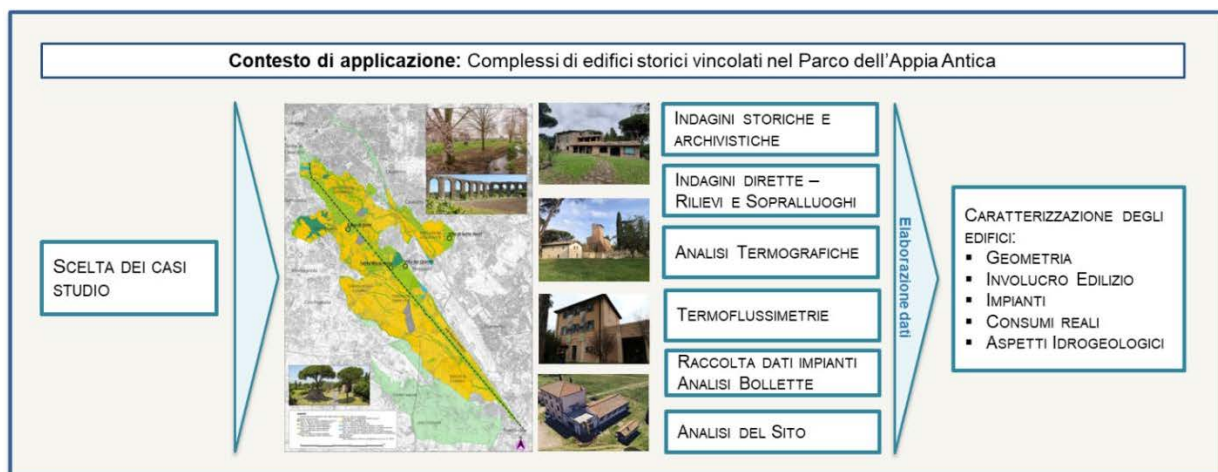 Contesto di applicazione: Complessi di edifici storici vincolati nel Parco dell'Appia Antica
SCELTA DEI CASI
STUDIO
INDAGINI STORICHE E
ARCHIVISTICHE
INDAGINI DIRETTE –
RILIEVI E SOPRALLUOGHI
ANALISI TERMOGRAFICHE
TERMOFLUSSIMETRIE
RACCOLTA DATI IMPIANTI
ANALISI BOLLETTE
ANALISI DEL SITO
Elaborazione dati
CARATTERIZZAZIONE DEGLI
EDIFICI:
▪ GEOMETRIA
▪ INVOLUCRO EDILIZIO
▪ IMPIANTI
▪ CONSUMI REALI
▪ ASPETTI IDROGEOLOGICI